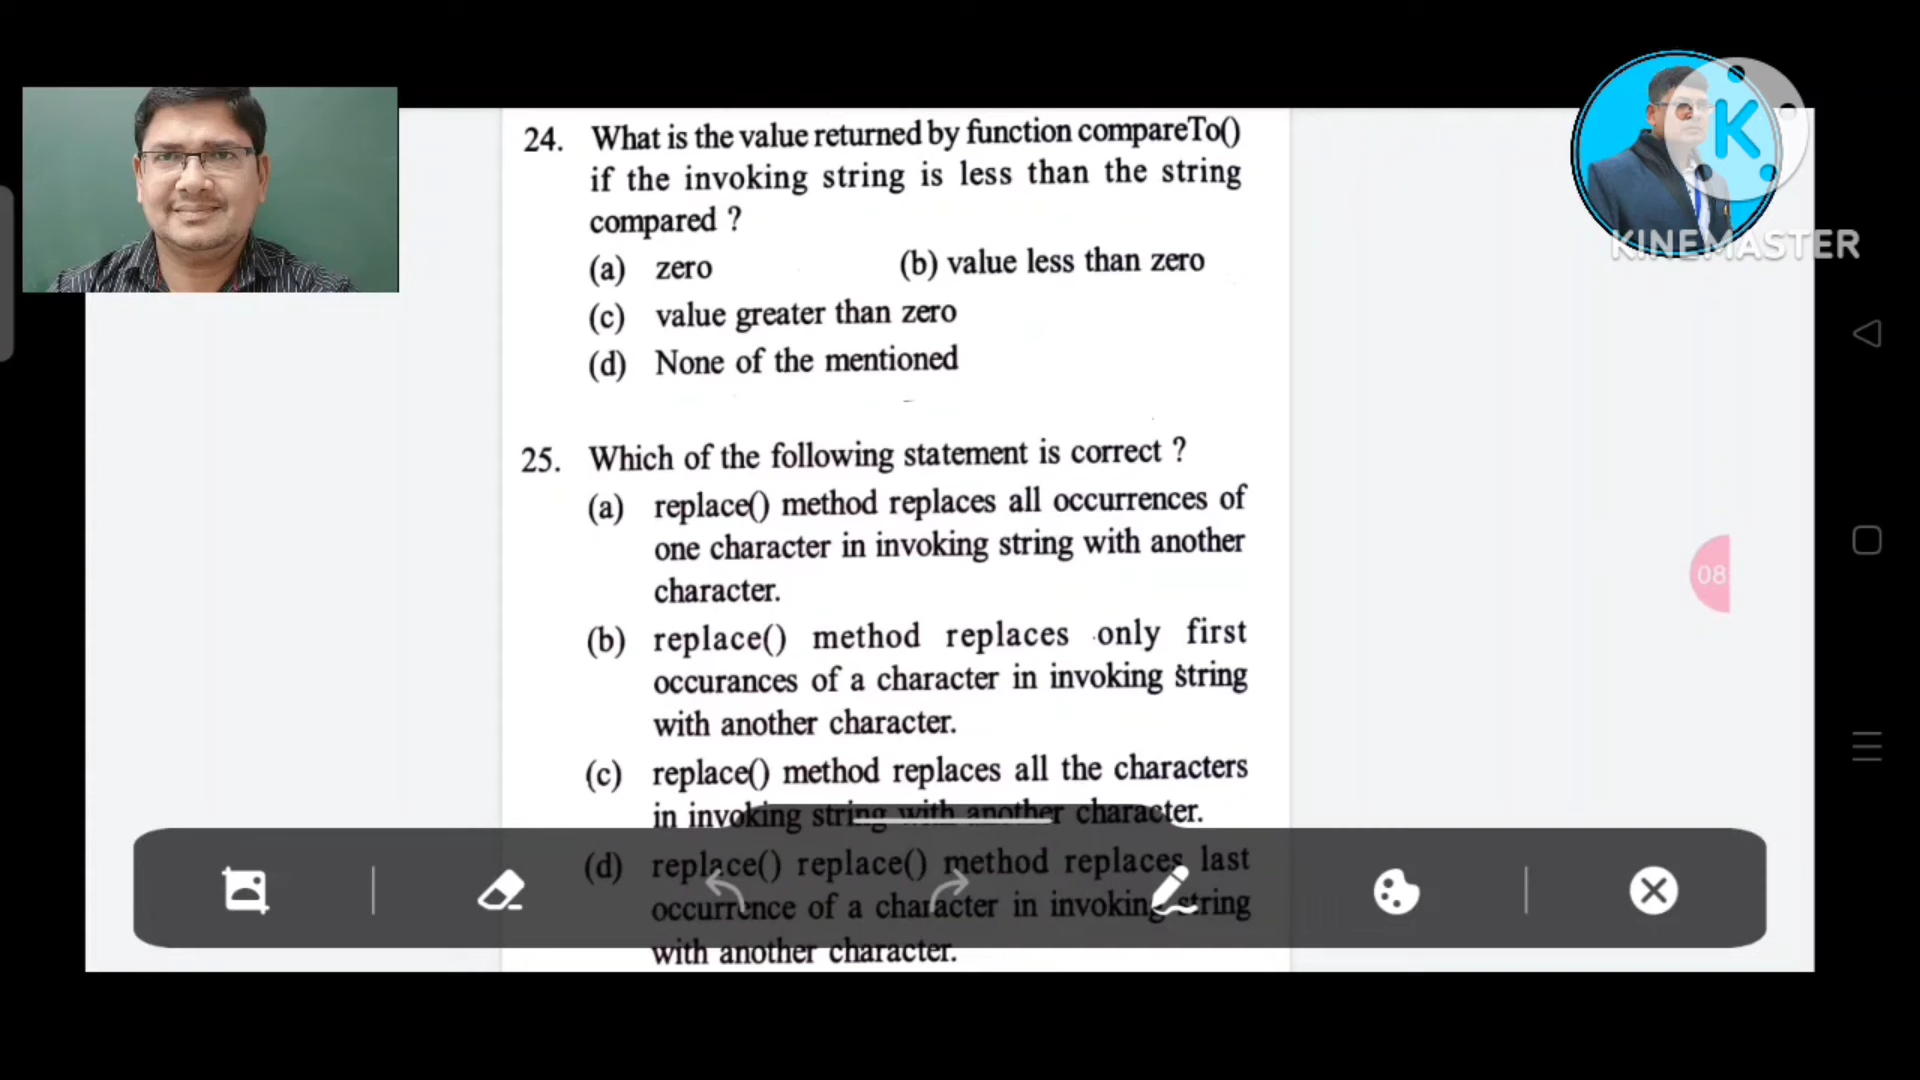 24. What is the value returned by function compareTo()
if the invoking string is less than the string
compared ?
(a) zero (b) value less than zero
(c) value greater than zero
(d) None of the mentioned
25. Which of the following statement is correct ?
(a) replace() method replaces all occurrences of
one character in invoking string with another
character.
(b) replace() method replaces only first
occurances of a character in invoking string
with another character.
(c) replace() method replaces all the characters
in invoking string with another character.
(d) replace() replace() method replaces last
occurrence of a character in invoking string
with another character.
K
KINEMASTER
08